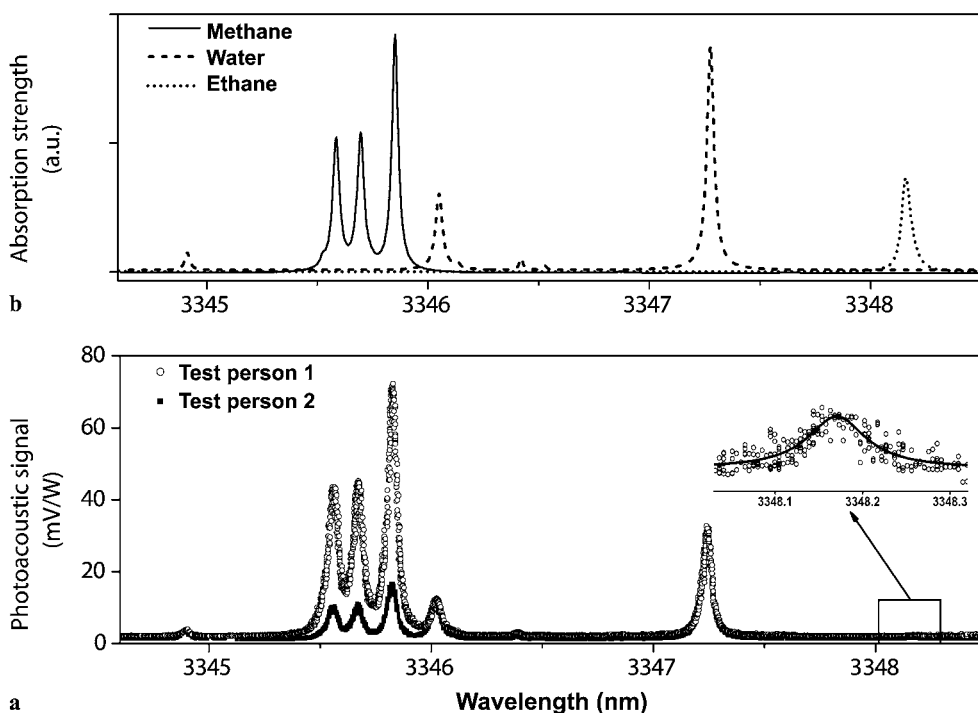 Absorption strength
(a.u.)
Methane
Water
Ethane
3345
3346
3347
3348
b
Photoacoustic signal
(mV/W)
80
60
40
20
0
Test person 1
Test person 2
3348.1
3348.2
3348.3
3345
3346
3347
3348
a
Wavelength (nm)